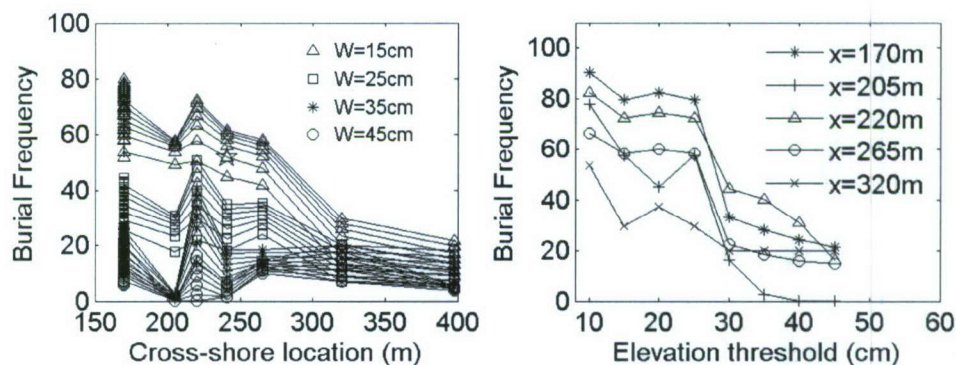 Burial Frequency
100
80
60
40
20
0
W=15cm
W=25cm
W=35cm
W=45cm
150 200 250 300 350 400
Cross-shore location (m)
Burial Frequency
100
80
60
40
20
0
x=170m
x=205m
x=220m
x=265m
x=320m
10 20 30 40 50 60
Elevation threshold (cm)